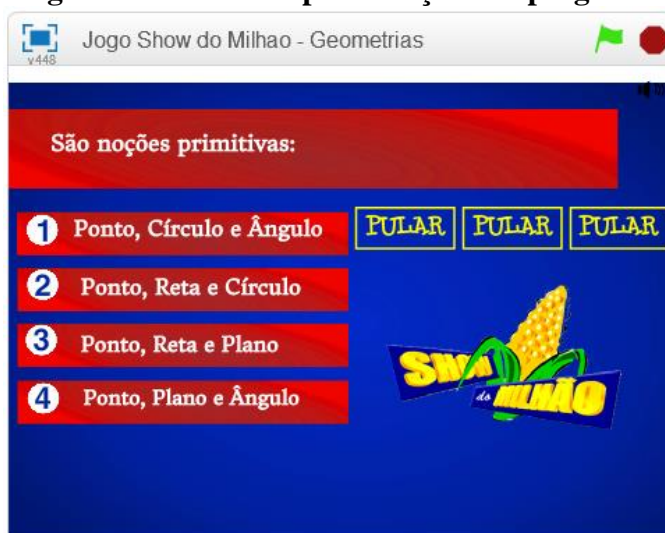 v448
Jogo Show do Milhao - Geometrias
São noções primitivas:
1 Ponto, Círculo e Ângulo
PULAR PULAR PULAR
2 Ponto, Reta e Círculo
3 Ponto, Reta e Plano
4 Ponto, Plano e Ângulo
Show
do MILHÃO